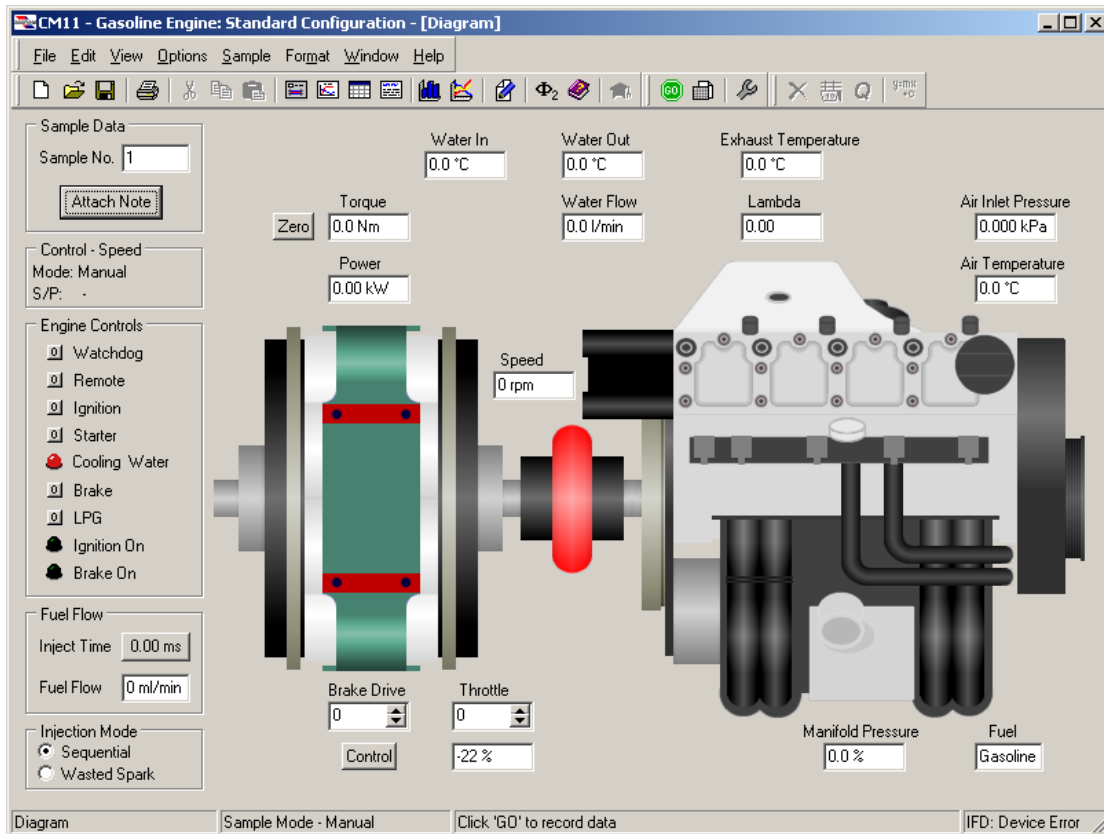 CM11 - Gasoline Engine: Standard Configuration - [Diagram]
File Edit View Options Sample Format Window Help
GO Φ2
Sample Data
Sample No. 1
Attach Note
Control - Speed
Mode: Manual
S/P: -
Engine Controls
0 Watchdog
0 Remote
0 Ignition
0 Starter
Cooling Water
0 Brake
0 LPG
Ignition On
Brake On
Fuel Flow
Inject Time 0.00 ms
Fuel Flow 0 ml/min
Injection Mode
Sequential
Wasted Spark
Water In
0.0 °C
Water Out
0.0 °C
Exhaust Temperature
0.0 °C
Torque
Zero 0.0 Nm
Water Flow
0.0 l/min
Lambda
0.00
Air Inlet Pressure
0.000 kPa
Power
0.00 kW
Air Temperature
0.0 °C
Speed
0 rpm
Brake Drive
0
Control
Throttle
0
-22 %
Manifold Pressure
0.0 %
Fuel
Gasoline
Diagram
Sample Mode - Manual
Click 'GO' to record data
IFD: Device Error